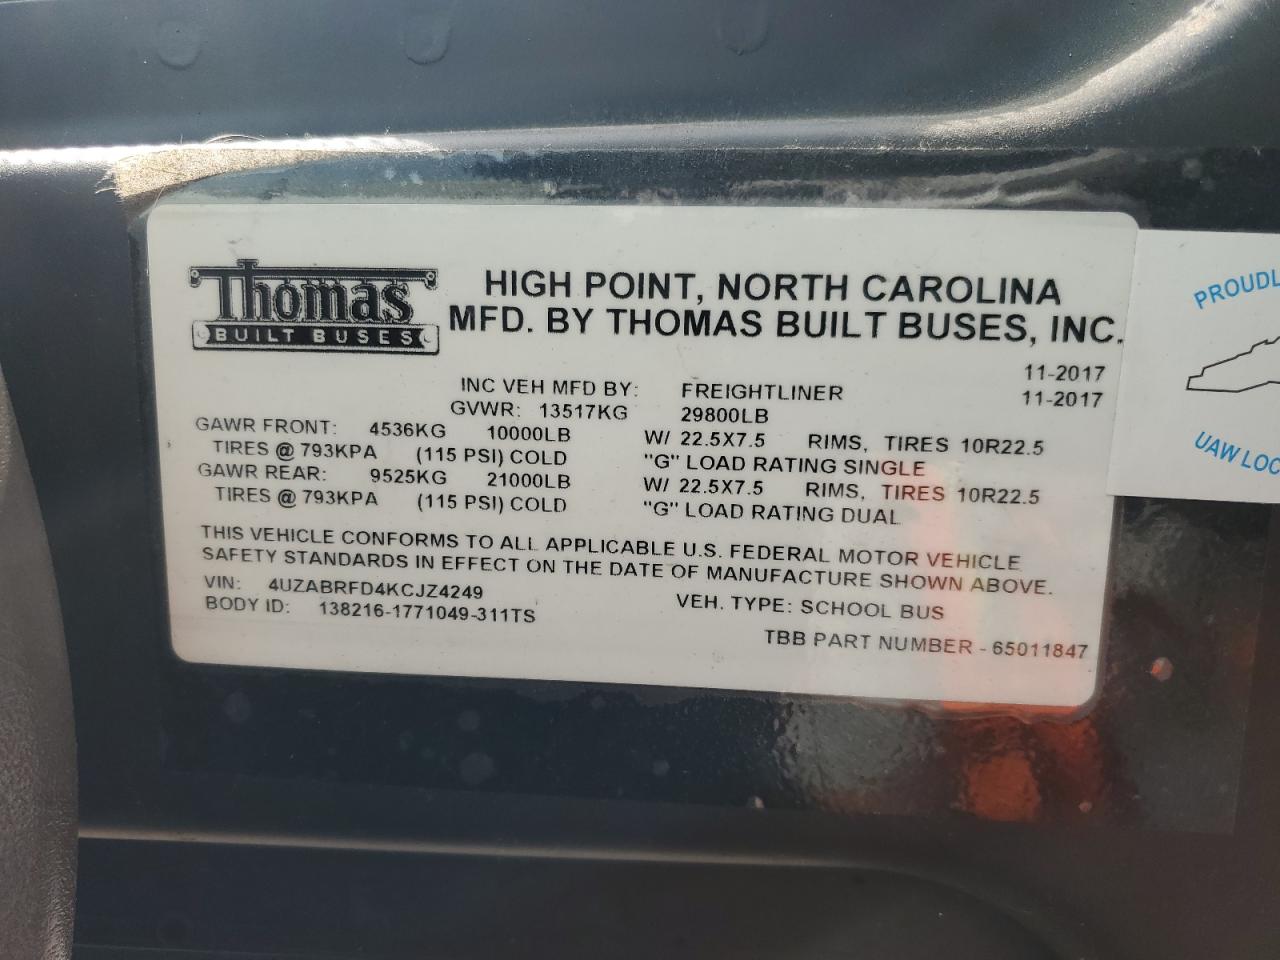 Thomas
BUILT BUSES
HIGH POINT, NORTH CAROLINA
MFD. BY THOMAS BUILT BUSES, INC.
11-2017
INC VEH MFD BY: FREIGHTLINER 11-2017
GVWR: 13517KG 29800LB
GAWR FRONT: 4536KG 10000LB W/ 22.5X7.5 RIMS, TIRES 10R22.5
TIRES @ 793KPA (115 PSI) COLD "G" LOAD RATING SINGLE
GAWR REAR: 9525KG 21000LB W/ 22.5X7.5 RIMS, TIRES 10R22.5
TIRES @ 793KPA (115 PSI) COLD "G" LOAD RATING DUAL
THIS VEHICLE CONFORMS TO ALL APPLICABLE U.S. FEDERAL MOTOR VEHICLE
SAFETY STANDARDS IN EFFECT ON THE DATE OF MANUFACTURE SHOWN ABOVE.
VIN: 4UZABRFD4KCJZ4249
BODY ID: 138216-1771049-311TS VEH. TYPE: SCHOOL BUS
TBB PART NUMBER - 65011847
PROUDL
UAW LOC